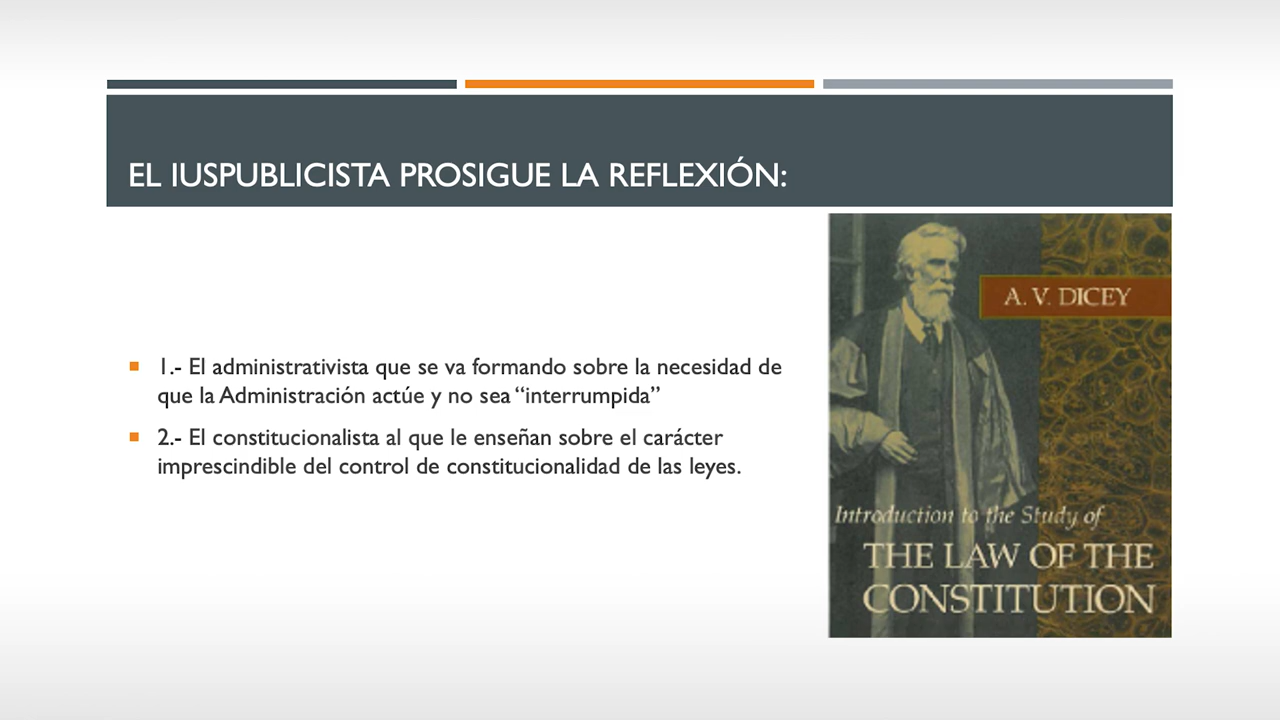 EL IUSPUBLICISTA PROSIGUE LA REFLEXIÓN:
1.- El administrativista que se va formando sobre la necesidad de
que la Administración actúe y no sea “interrumpida”
2.- El constitucionalista al que le enseñan sobre el carácter
imprescindible del control de constitucionalidad de las leyes.
A. V. DICEY
Introduction to the Study of
THE LAW OF THE
CONSTITUTION